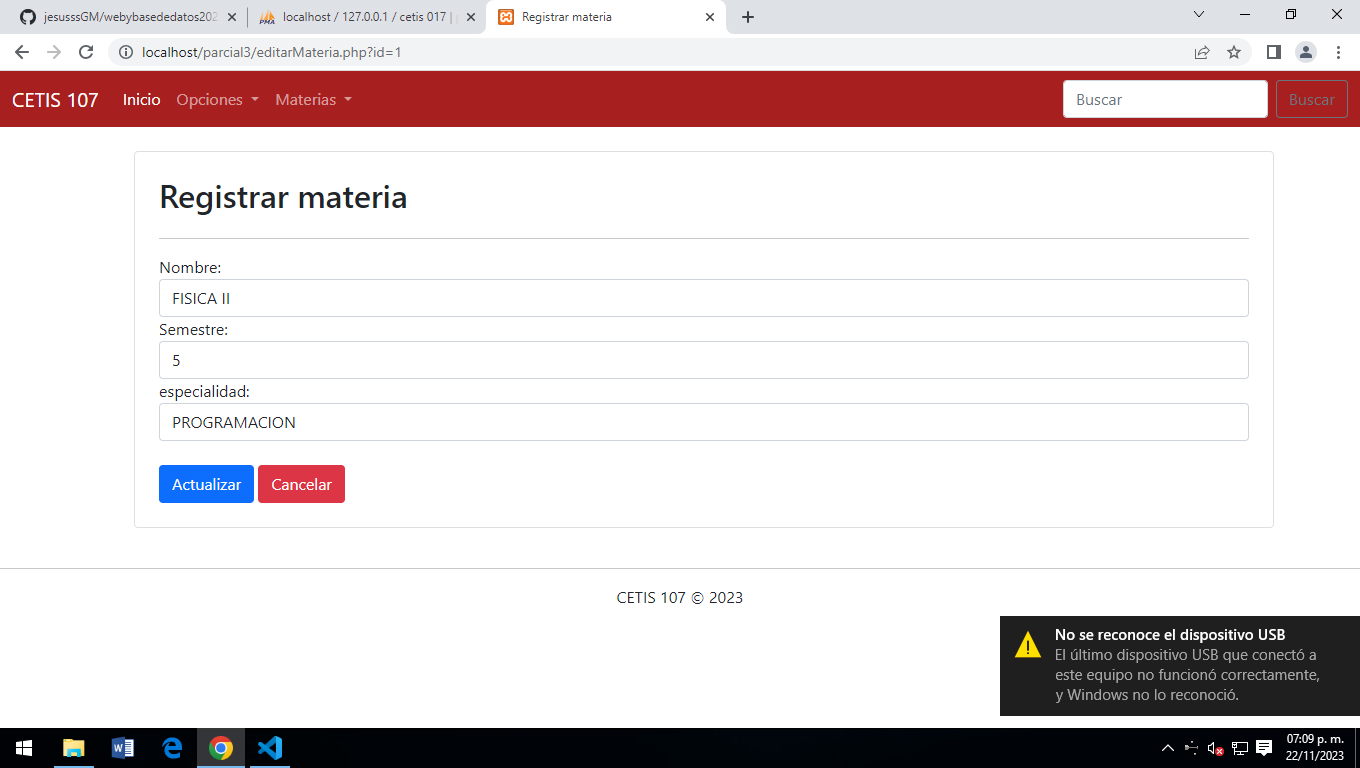 jesusssGM/webybasededatos202
localhost / 127.0.0.1 / cetis 017 |
Registrar materia
localhost/parcial3/editarMateria.php?id=1
CETIS 107 Inicio Opciones Materias Buscar Buscar
Registrar materia
Nombre:
FISICA II
Semestre:
5
especialidad:
PROGRAMACION
Actualizar Cancelar
CETIS 107 © 2023
No se reconoce el dispositivo USB
El último dispositivo USB que conectó a
este equipo no funcionó correctamente,
y Windows no lo reconoció.
07:09 p. m.
22/11/2023